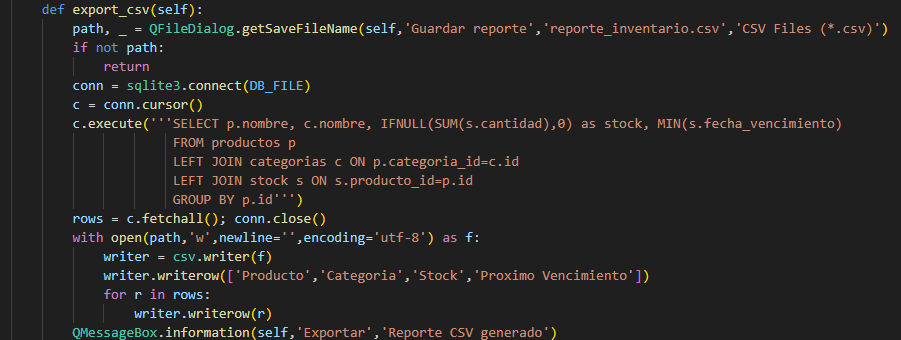 def export_csv(self):
    path, _ = QFileDialog.getSaveFileName(self,'Guardar reporte','reporte_inventario.csv','CSV Files (*.csv)')
    if not path:
        return
    conn = sqlite3.connect(DB_FILE)
    c = conn.cursor()
    c.execute('''SELECT p.nombre, c.nombre, IFNULL(SUM(s.cantidad),0) as stock, MIN(s.fecha_vencimiento)
                 FROM productos p
                 LEFT JOIN categorias c ON p.categoria_id=c.id
                 LEFT JOIN stock s ON s.producto_id=p.id
                 GROUP BY p.id''')
    rows = c.fetchall(); conn.close()
    with open(path,'w',newline='',encoding='utf-8') as f:
        writer = csv.writer(f)
        writer.writerow(['Producto','Categoria','Stock','Proximo Vencimiento'])
        for r in rows:
            writer.writerow(r)
    QMessageBox.information(self,'Exportar','Reporte CSV generado')